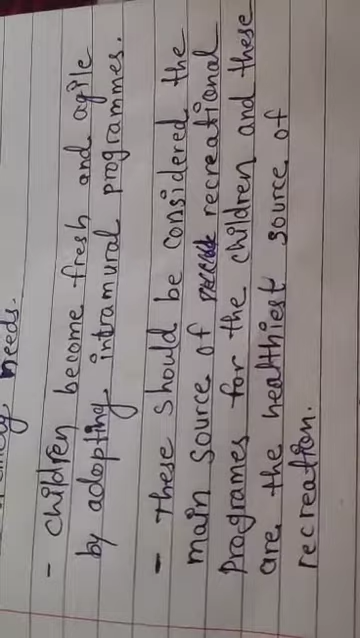 needs.
- Children become fresh and agile
by adopting intramural programmes.
- These should be considered the
main source of recreational
programes for the children and these
are the healthiest source of
recreation.